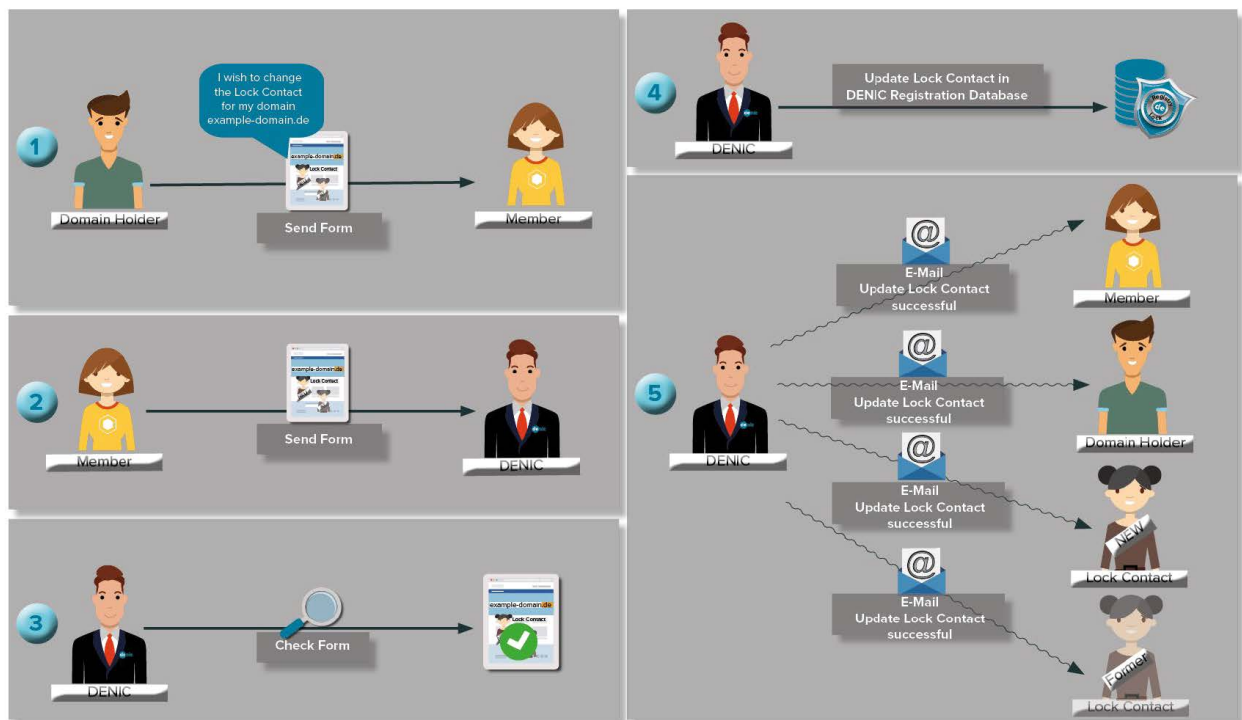 1
I wish to change
the Lock Contact
for my domain
example-domain.de
example-domain.de
Lock Contact
Domain Holder
Send Form
Member
2
example-domain.de
Lock Contact
Member
Send Form
DENIC
3
example-domain.de
Lock Contact
Check Form
DENIC
4
Update Lock Contact in
DENIC Registration Database
Registry
de
Lock
DENIC
5
@
E-Mail
Update Lock Contact
successful
Member
@
E-Mail
Update Lock Contact
successful
Domain Holder
DENIC
@
E-Mail
Update Lock Contact
successful
NEW
Lock Contact
@
E-Mail
Update Lock Contact
successful
Former
Lock Contact